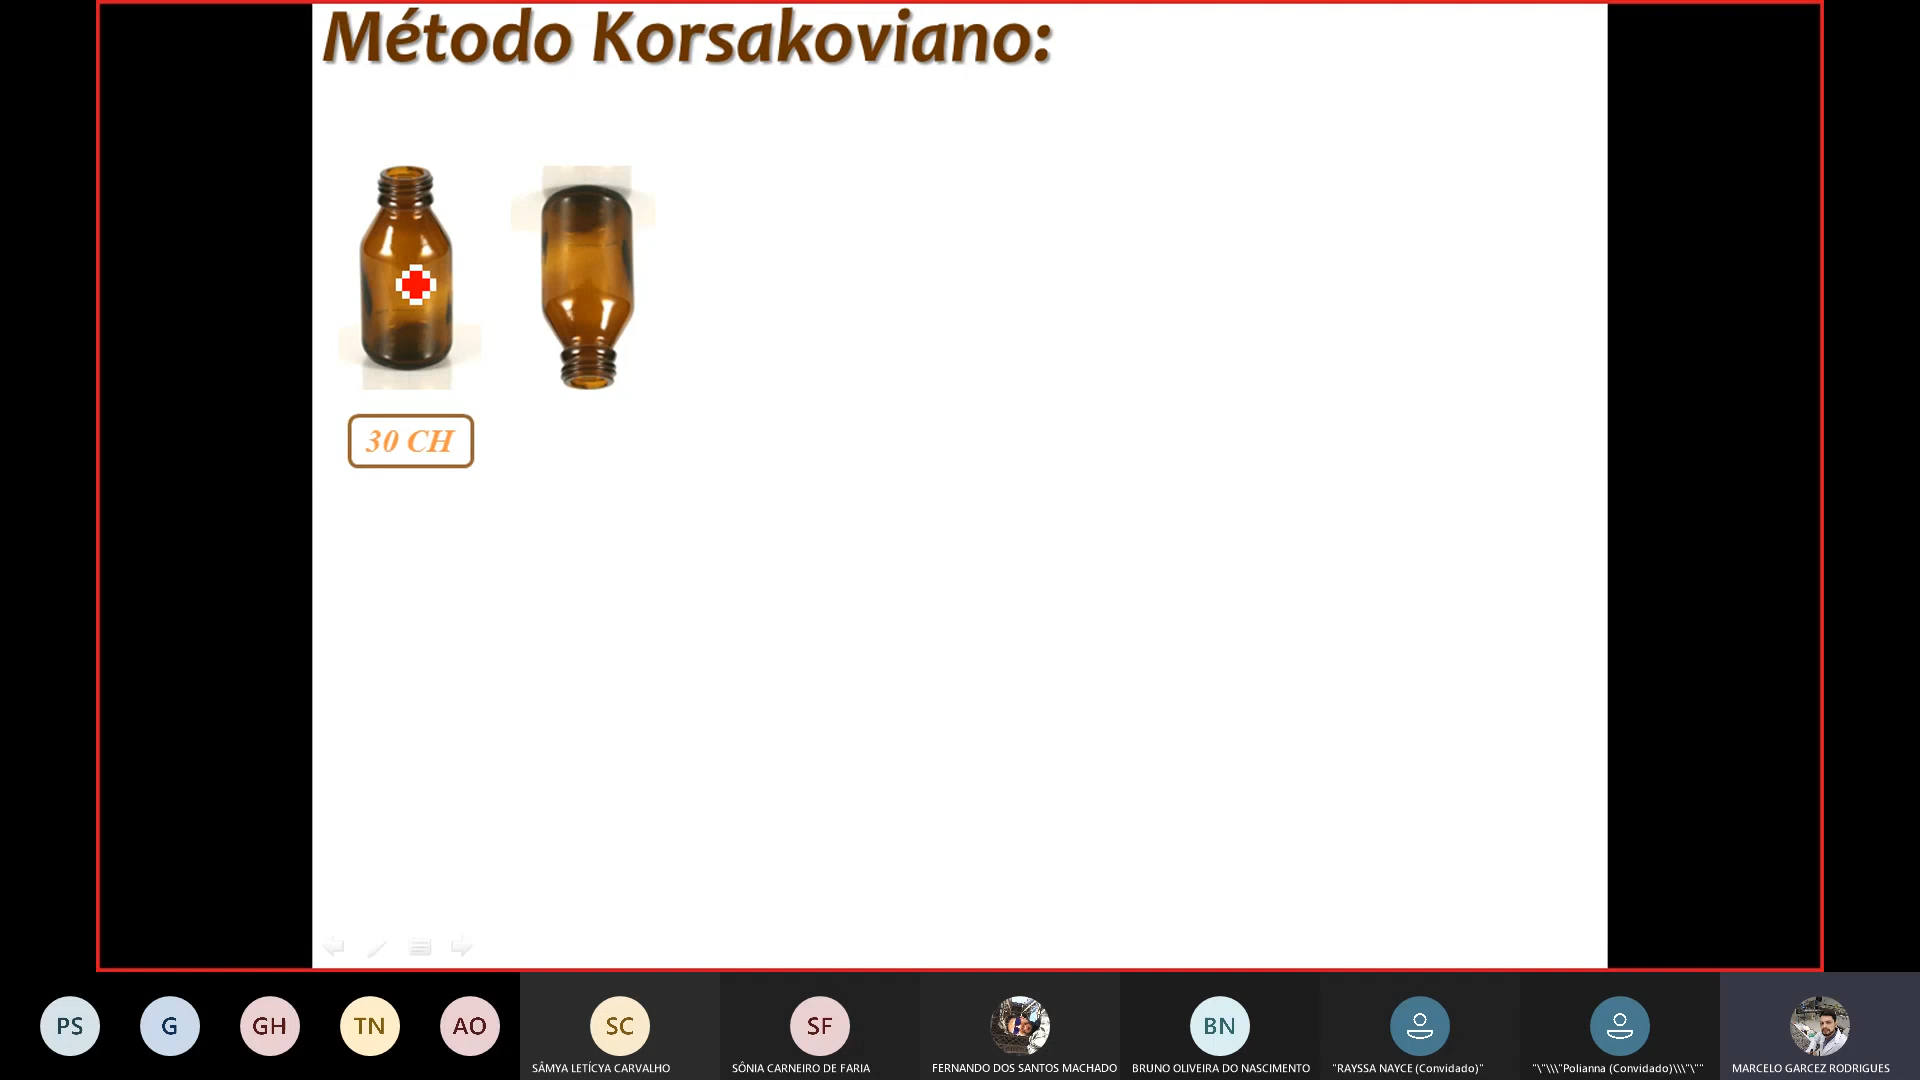 Método Korsakoviano:
30 CH
PS
G
GH
TN
AO
SC
SÂMYA LETÍCYA CARVALHO
SF
SÔNIA CARNEIRO DE FARIA
FERNANDO DOS SANTOS MACHADO
BN
BRUNO OLIVEIRA DO NASCIMENTO
"RAYSSA NAYCE (Convidado)"
"\"\\\"Polianna (Convidado)\\\"\""
MARCELO GARCEZ RODRIGUES